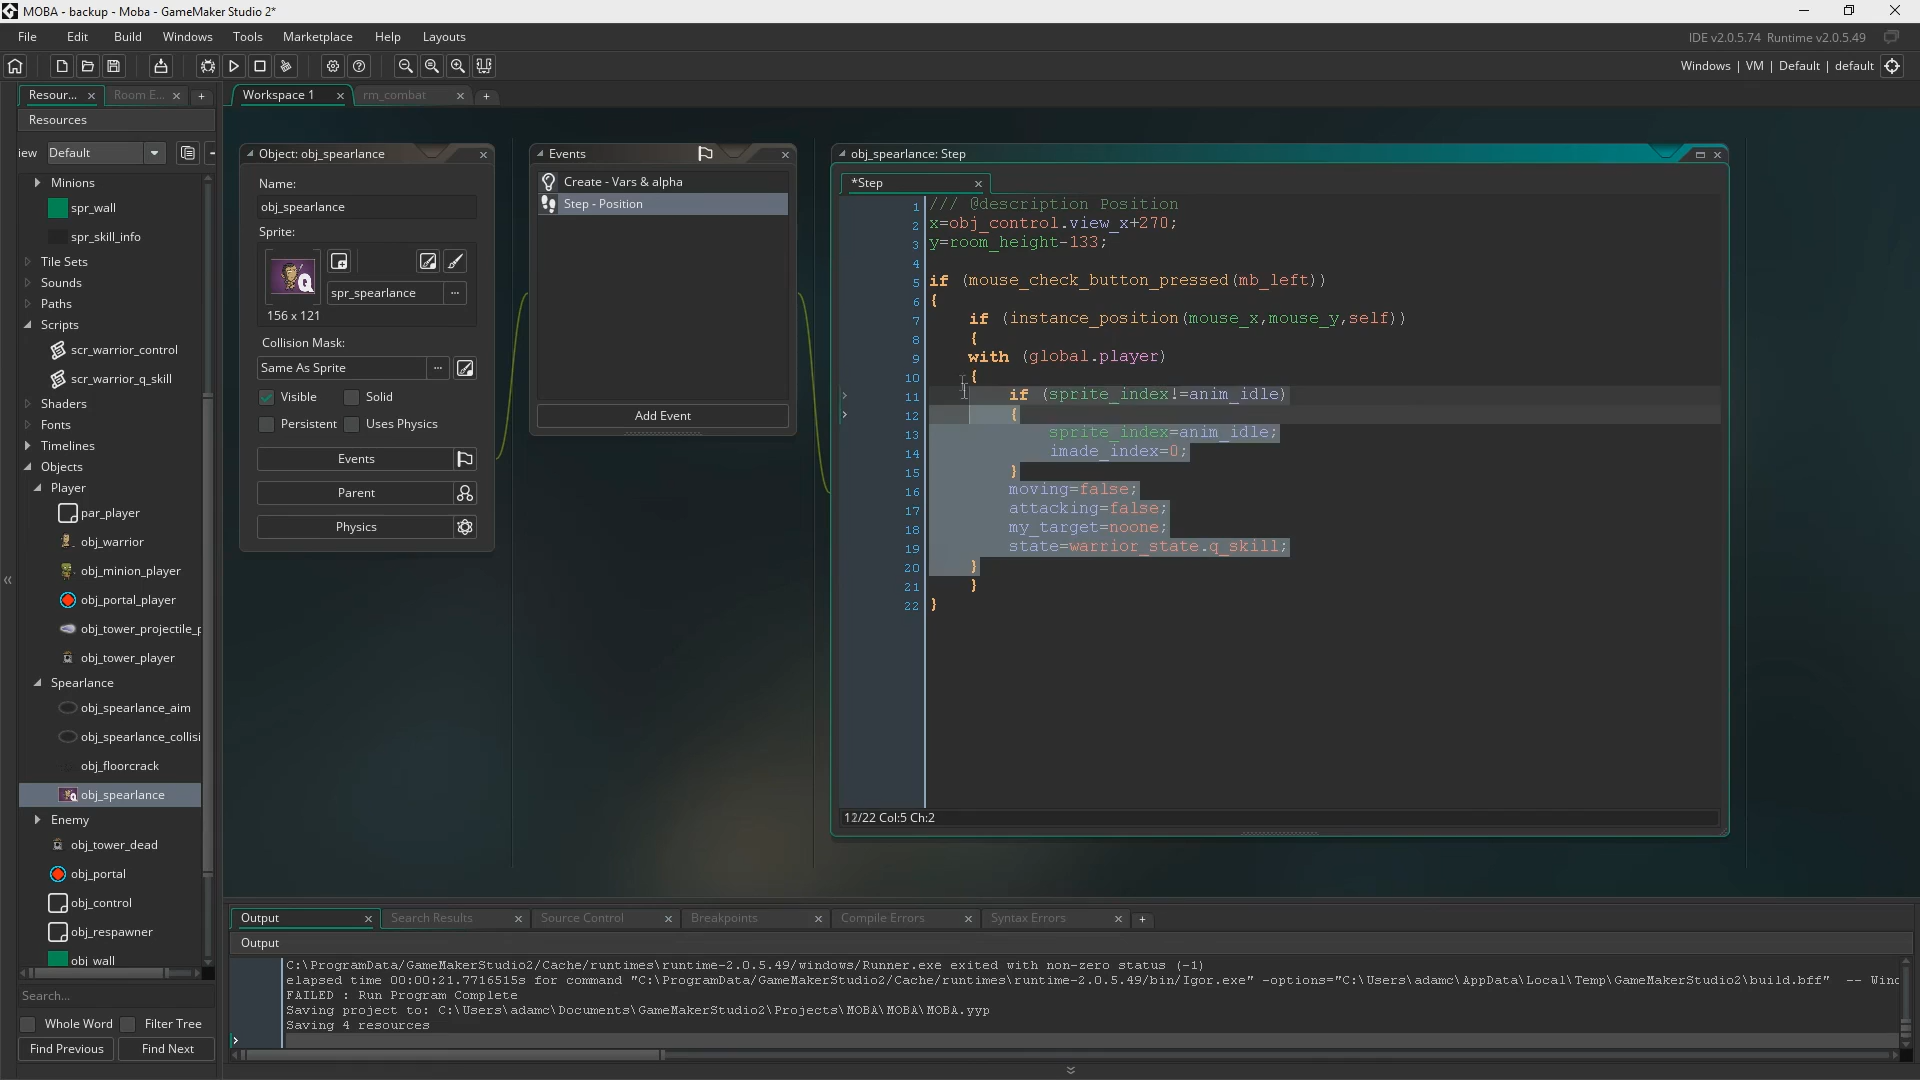 MOBA - backup - Moba - GameMaker Studio 2*
File Edit Build Windows Tools Marketplace Help Layouts
IDE v2.0.5.74 Runtime v2.0.5.49
Windows | VM | Default | default
Resour...
Room E...
Workspace 1
rm_combat
Resources
iew Default
Minions
spr_wall
spr_skill_info
Tile Sets
Sounds
Paths
Scripts
scr_warrior_control
scr_warrior_q_skill
Shaders
Fonts
Timelines
Objects
Player
par_player
obj_warrior
obj_minion_player
obj_portal_player
obj_tower_projectile_p
obj_tower_player
Spearlance
obj_spearlance_aim
obj_spearlance_collisi
obj_floorcrack
obj_spearlance
Enemy
obj_tower_dead
obj_portal
obj_control
obj_respawner
obj_wall
Search...
Whole Word
Filter Tree
Find Previous
Find Next
Object: obj_spearlance
Name:
obj_spearlance
Sprite:
Q
spr_spearlance
...
156 x 121
Collision Mask:
Same As Sprite
...
Visible
Solid
Persistent
Uses Physics
Events
Parent
Physics
Events
Create - Vars & alpha
Step - Position
Add Event
obj_spearlance: Step
*Step
1 /// @description Position
2 x=obj_control.view_x+270;
3 y=room_height-133;
4
5 if (mouse_check_button_pressed(mb_left))
6 {
7 if (instance_position(mouse_x,mouse_y,self))
8 {
9 with (global.player)
10 {
11 if (sprite_index!=anim_idle)
12 {
13 sprite_index=anim_idle;
14 imade_index=0;
15 }
16 moving=false;
17 attacking=false;
18 my_target=noone;
19 state=warrior_state.q_skill;
20 }
21 }
22 }
12/22 Col:5 Ch:2
Output
Search Results
Source Control
Breakpoints
Compile Errors
Syntax Errors
Output
C:\ProgramData/GameMakerStudio2/Cache/runtimes\runtime-2.0.5.49/windows/Runner.exe exited with non-zero status (-1)
elapsed time 00:00:21.7716515s for command "C:\ProgramData/GameMakerStudio2/Cache/runtimes\runtime-2.0.5.49/bin/Igor.exe" -options="C:\Users\adamc\AppData\Local\Temp\GameMakerStudio2\build.bff" -- Wind
FAILED : Run Program Complete
Saving project to: C:\Users\adamc\Documents\GameMakerStudio2\Projects\MOBA\MOBA\MOBA.yyp
Saving 4 resources